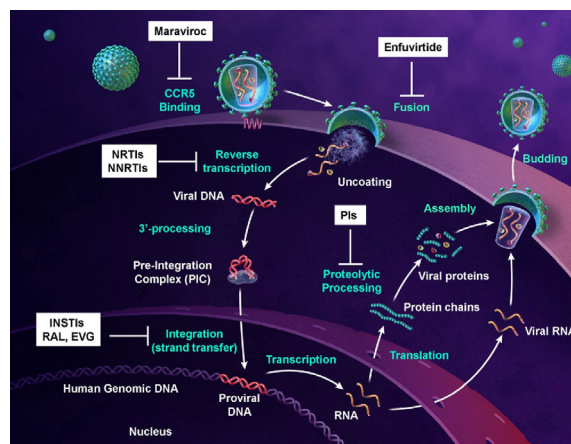 Maraviroc
Enfuvirtide
CCR5
Binding
Fusion
NRTIs
NNRTIs
Reverse
transcription
Uncoating
Budding
Viral DNA
PIs
Assembly
3'-processing
Pre-Integration
Complex (PIC)
Proteolytic
Processing
Viral proteins
Protein chains
INSTIs
RAL, EVG
Integration
(strand transfer)
Viral RNA
Transcription
Translation
Human Genomic DNA
Proviral
DNA
RNA
Nucleus